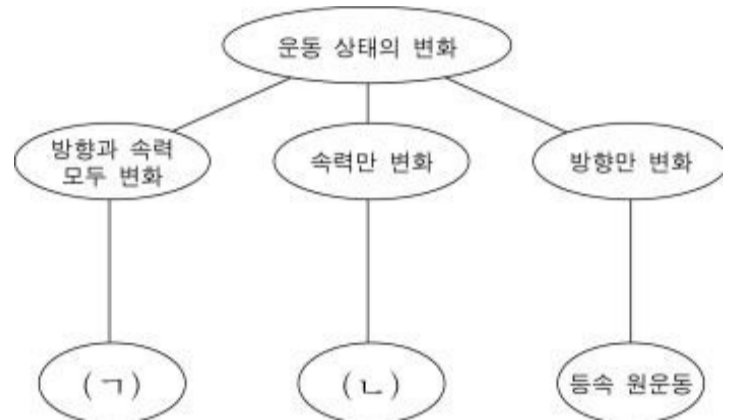 운동 상태의 변화
방향과 속력
모두 변화
속력만 변화
방향만 변화
(ㄱ)
(ㄴ)
등속 원운동